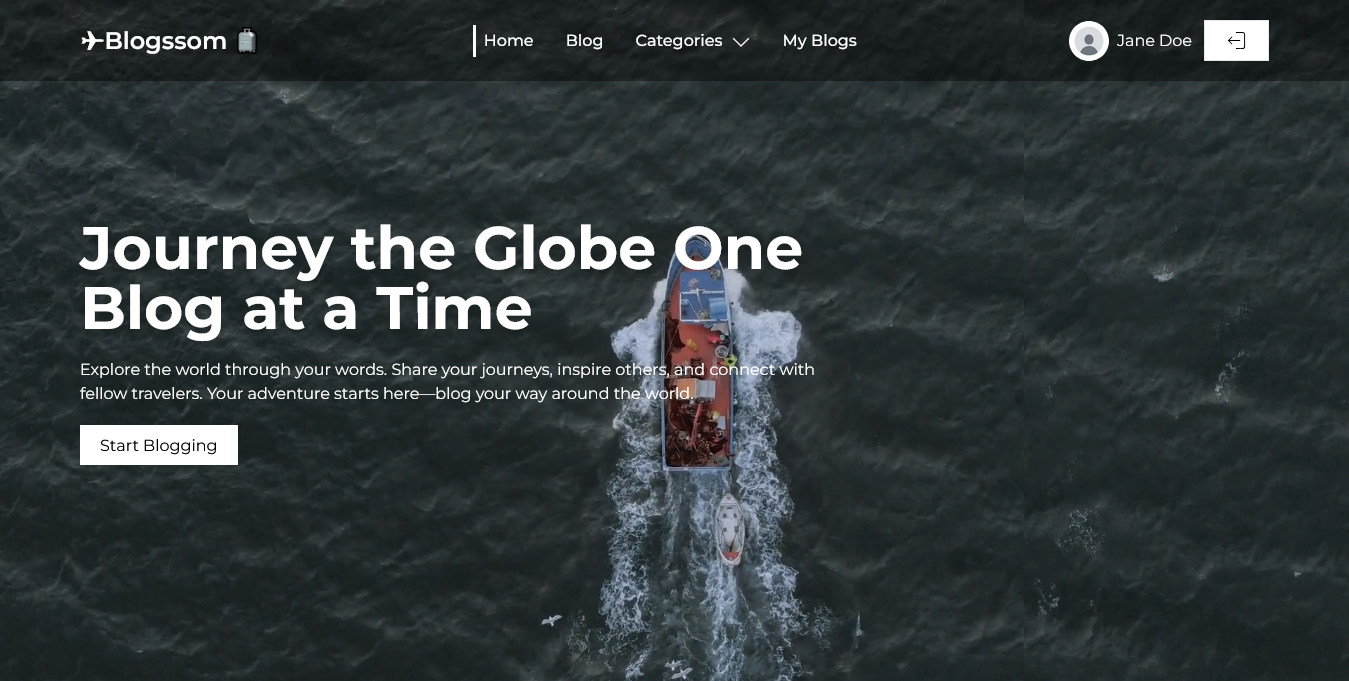 Blogssom
Home
Blog
Categories
My Blogs
Jane Doe
Journey the Globe One
Blog at a Time
Explore the world through your words. Share your journeys, inspire others, and connect with
fellow travelers. Your adventure starts here—blog your way around the world.
Start Blogging